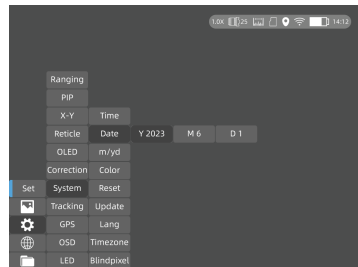 1.0X 2S 14:12
Ranging
PIP
X-Y Time
Reticle Date Y 2023 M 6 D 1
OLED m/yd
Correction Color
Set System Reset
Tracking Update
GPS Lang
OSD Timezone
LED Blindpixel